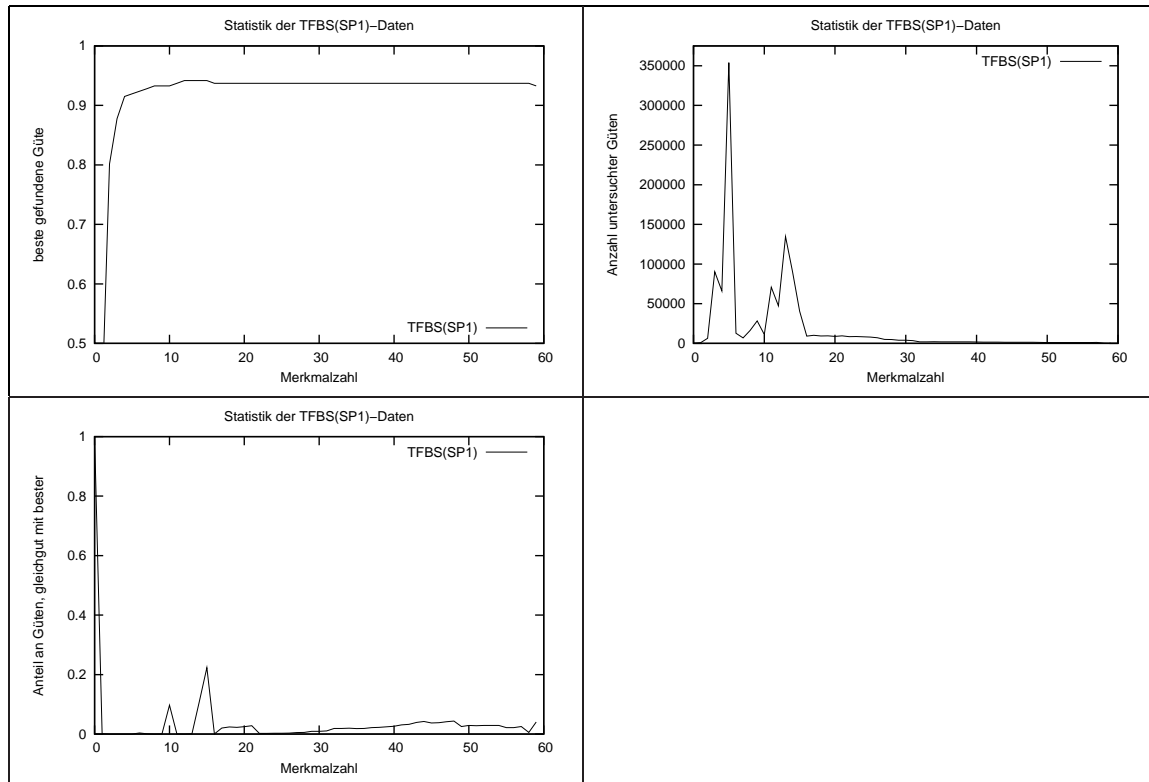 Statistik der TFBS(SP1)−Daten
1
0.9
0.8
0.7
0.6
0.5
beste gefundene Güte
TFBS(SP1)
0 10 20 30 40 50 60
Merkmalzahl
Statistik der TFBS(SP1)−Daten
TFBS(SP1)
350000
300000
250000
200000
150000
100000
50000
0
Anzahl untersuchter Güten
0 10 20 30 40 50 60
Merkmalzahl
Statistik der TFBS(SP1)−Daten
TFBS(SP1)
1
0.8
0.6
0.4
0.2
0
Anteil an Güten, gleichgut mit bester
0 10 20 30 40 50 60
Merkmalzahl